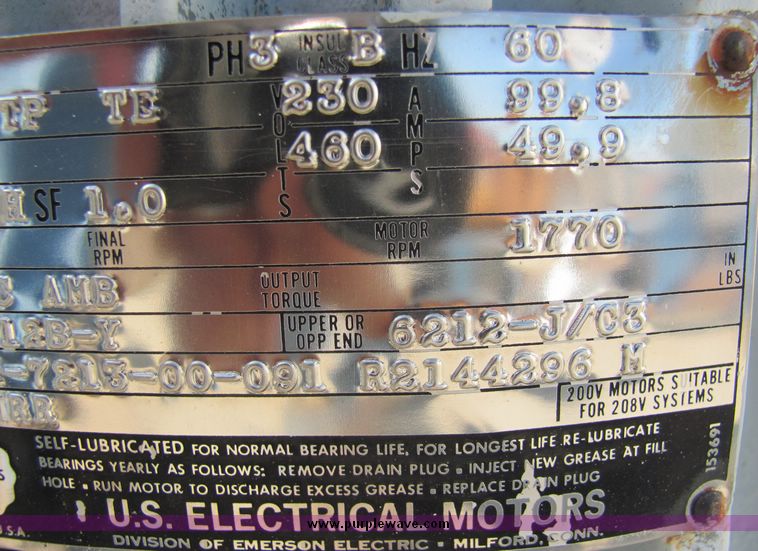 PH 3 INSUL CLASS B HZ 60
TE VOLTS 230 AMPS 99.8
460 49.9
SF 1.0
FINAL RPM MOTOR RPM 1770
C AMB OUTPUT TORQUE IN LBS
12B-Y UPPER OR OPP END 6212-J/C3
-7213-00-091 R2144296 M
200V MOTORS SUITABLE
FOR 208V SYSTEMS
SELF-LUBRICATED FOR NORMAL BEARING LIFE, FOR LONGEST LIFE RE-LUBRICATE
BEARINGS YEARLY AS FOLLOWS: REMOVE DRAIN PLUG • INJECT NEW GREASE AT FILL
HOLE • RUN MOTOR TO DISCHARGE EXCESS GREASE • REPLACE DRAIN PLUG
153691
U.S. ELECTRICAL MOTORS
www.purplewave.com
DIVISION OF EMERSON ELECTRIC • MILFORD, CONN.
U.S.A.